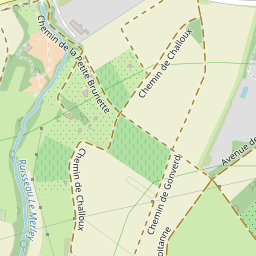 Chemin de la Petite Brunette
Chemin de Challoux
Ruisseau Le Merley
Chemin de Challoux
Chemin de Gonverd
Avenue de